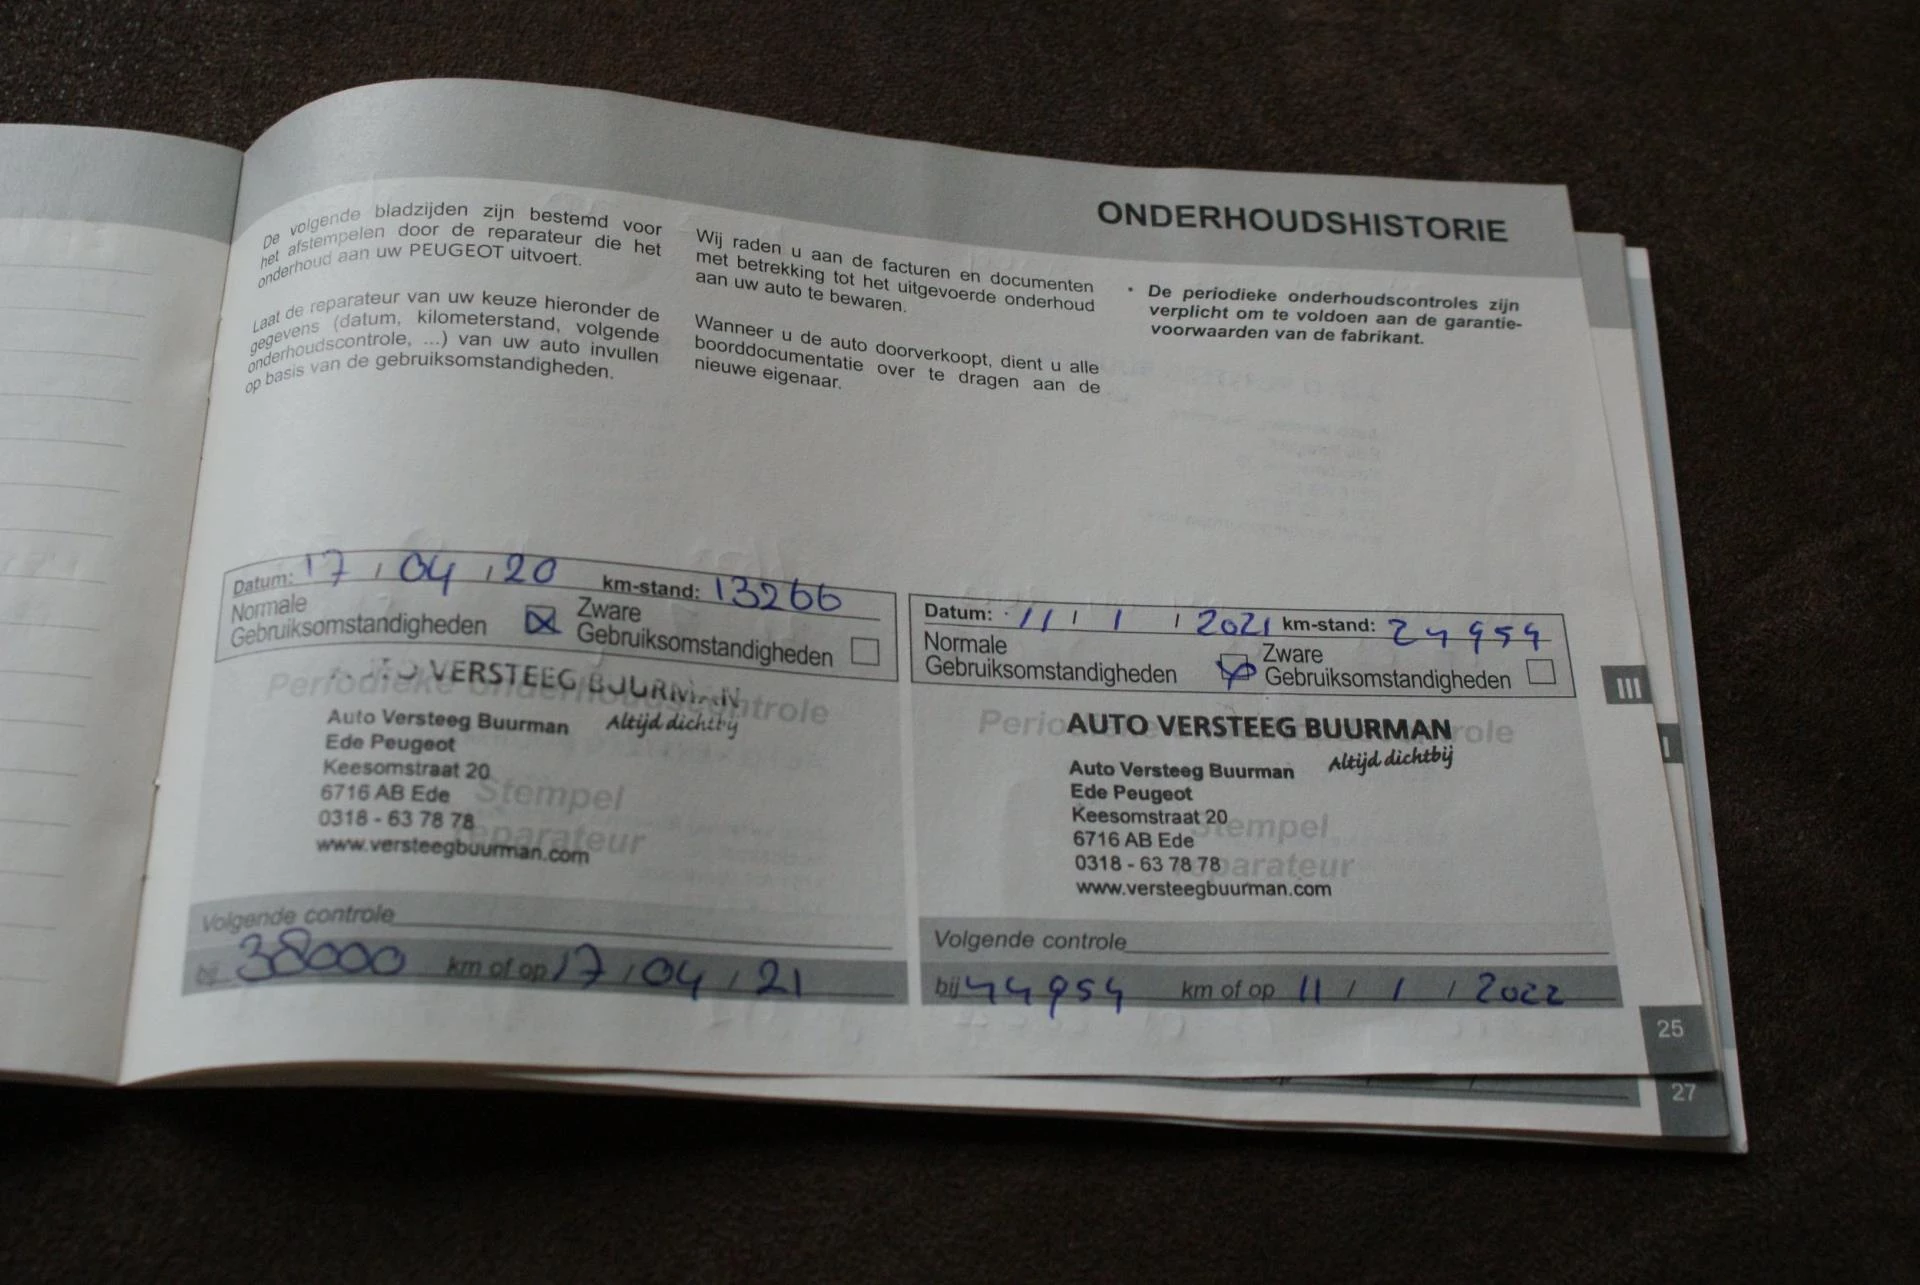 ONDERHOUDSHISTORIE
De volgende bladzijden zijn bestemd voor
het afstempelen door de reparateur die het
onderhoud aan uw PEUGEOT uitvoert.
Laat de reparateur van uw keuze hieronder de
gegevens (datum, kilometerstand, volgende
onderhoudscontrole, ...) van uw auto invullen
op basis van de gebruiksomstandigheden.
Wij raden u aan de facturen en documenten
met betrekking tot het uitgevoerde onderhoud
aan uw auto te bewaren.
Wanneer u de auto doorverkoopt, dient u alle
boorddocumentatie over te dragen aan de
nieuwe eigenaar.
• De periodieke onderhoudscontroles zijn
verplicht om te voldoen aan de garantie-
voorwaarden van de fabrikant.
Datum: 17 / 04 / 20 km-stand: 13266
Normale
Gebruiksomstandigheden
Zware
Gebruiksomstandigheden
Periodieke onderhoudscontrole
AUTO VERSTEEG BUURMAN
Altijd dichtbij
Auto Versteeg Buurman
Ede Peugeot
Keesomstraat 20
6716 AB Ede
0318 - 63 78 78
www.versteegbuurman.com
Stempel
reparateur
Volgende controle
bij 38000 km of op 17 / 04 / 21
Datum: 11 / 1 / 2021 km-stand: 24954
Normale
Gebruiksomstandigheden
Zware
Gebruiksomstandigheden
Periodieke onderhoudscontrole
AUTO VERSTEEG BUURMAN
Altijd dichtbij
Auto Versteeg Buurman
Ede Peugeot
Keesomstraat 20
6716 AB Ede
0318 - 63 78 78
www.versteegbuurman.com
Stempel
reparateur
Volgende controle
bij 44954 km of op 11 / 1 / 2022
III
I
25
27